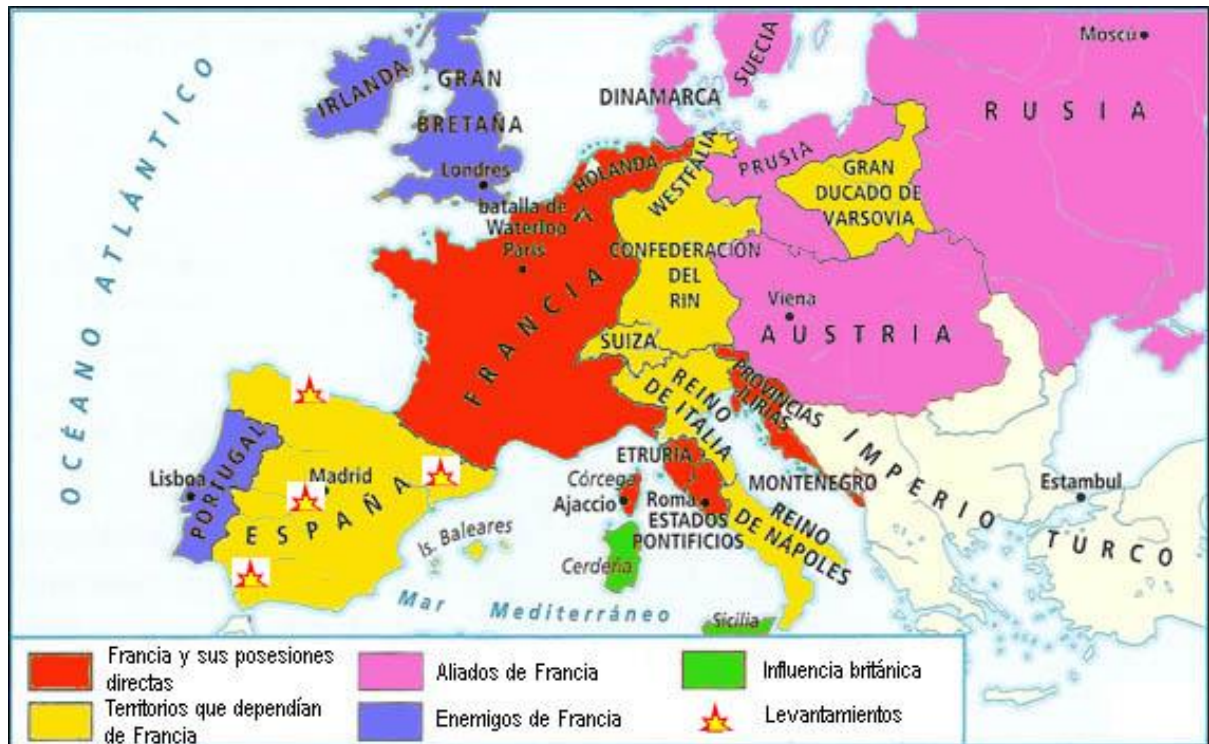 Moscú
SUECIA
IRLANDA
GRAN
BRETAÑA
DINAMARCA
RUSIA
OCÉANO ATLÁNTICO
Londres
HOLANDA
WESTFALIA
PRUSIA
GRAN
DUCADO DE
VARSOVIA
batalla de
Waterloo
París
CONFEDERACIÓN
DEL
RIN
FRANCIA
Viena
AUSTRIA
SUIZA
REINO
DE ITALIA
PROVINCIAS
ILIRIAS
IMPERIO
TURCO
PORTUGAL
Lisboa
Madrid
ESPAÑA
ETRURIA
Córcega
Ajaccio
Roma
ESTADOS
PONTIFICIOS
MONTENEGRO
Estambul
REINO
DE NÁPOLES
Is. Baleares
Cerdeña
Mar Mediterráneo
Sicilia
Francia y sus posesiones
directas
Aliados de Francia
Influencia británica
Territorios que dependían
de Francia
Enemigos de Francia
Levantamientos